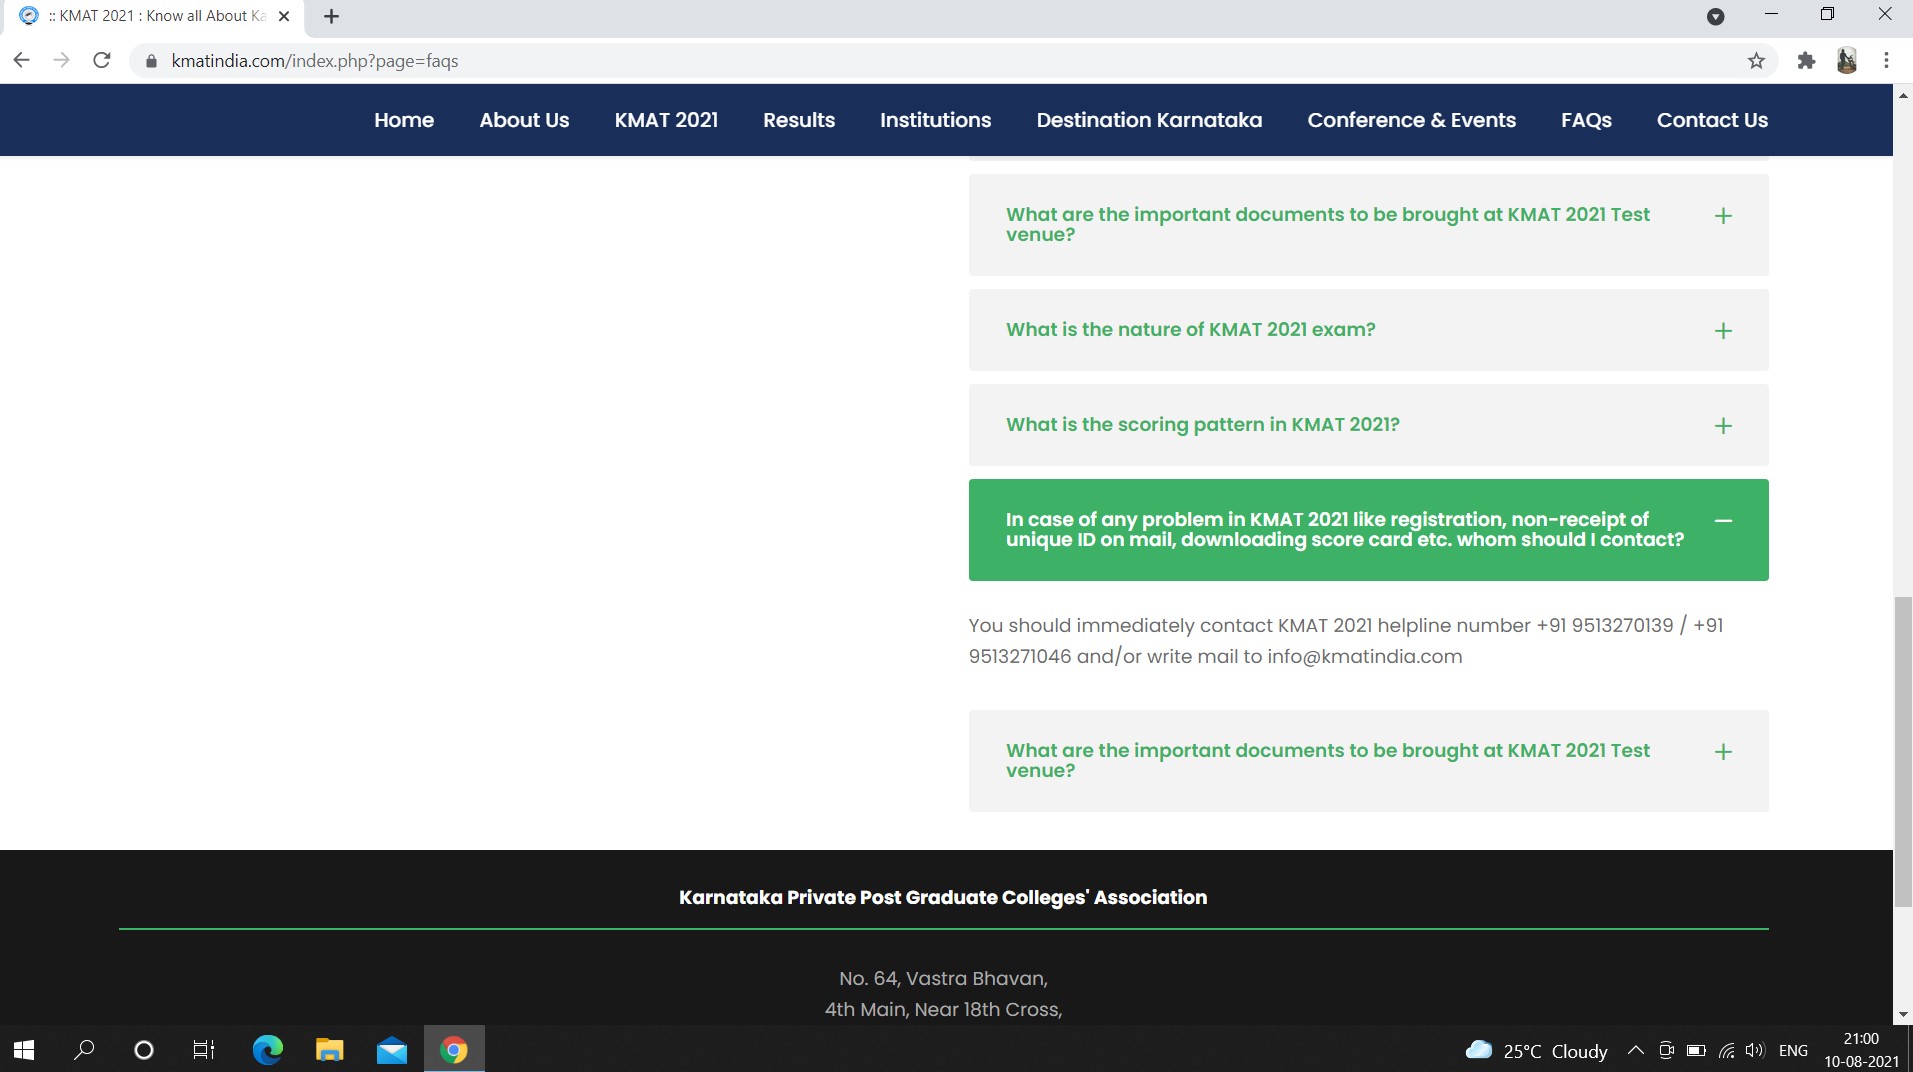 :: KMAT 2021 : Know all About Ka
kmatindia.com/index.php?page=faqs
Home About Us KMAT 2021 Results Institutions Destination Karnataka Conference & Events FAQs Contact Us
What are the important documents to be brought at KMAT 2021 Test
venue?
What is the nature of KMAT 2021 exam?
What is the scoring pattern in KMAT 2021?
In case of any problem in KMAT 2021 like registration, non-receipt of
unique ID on mail, downloading score card etc. whom should I contact?
You should immediately contact KMAT 2021 helpline number +91 9513270139 / +91
9513271046 and/or write mail to info@kmatindia.com
What are the important documents to be brought at KMAT 2021 Test
venue?
Karnataka Private Post Graduate Colleges' Association
No. 64, Vastra Bhavan,
4th Main, Near 18th Cross,
25°C Cloudy
ENG
21:00
10-08-2021